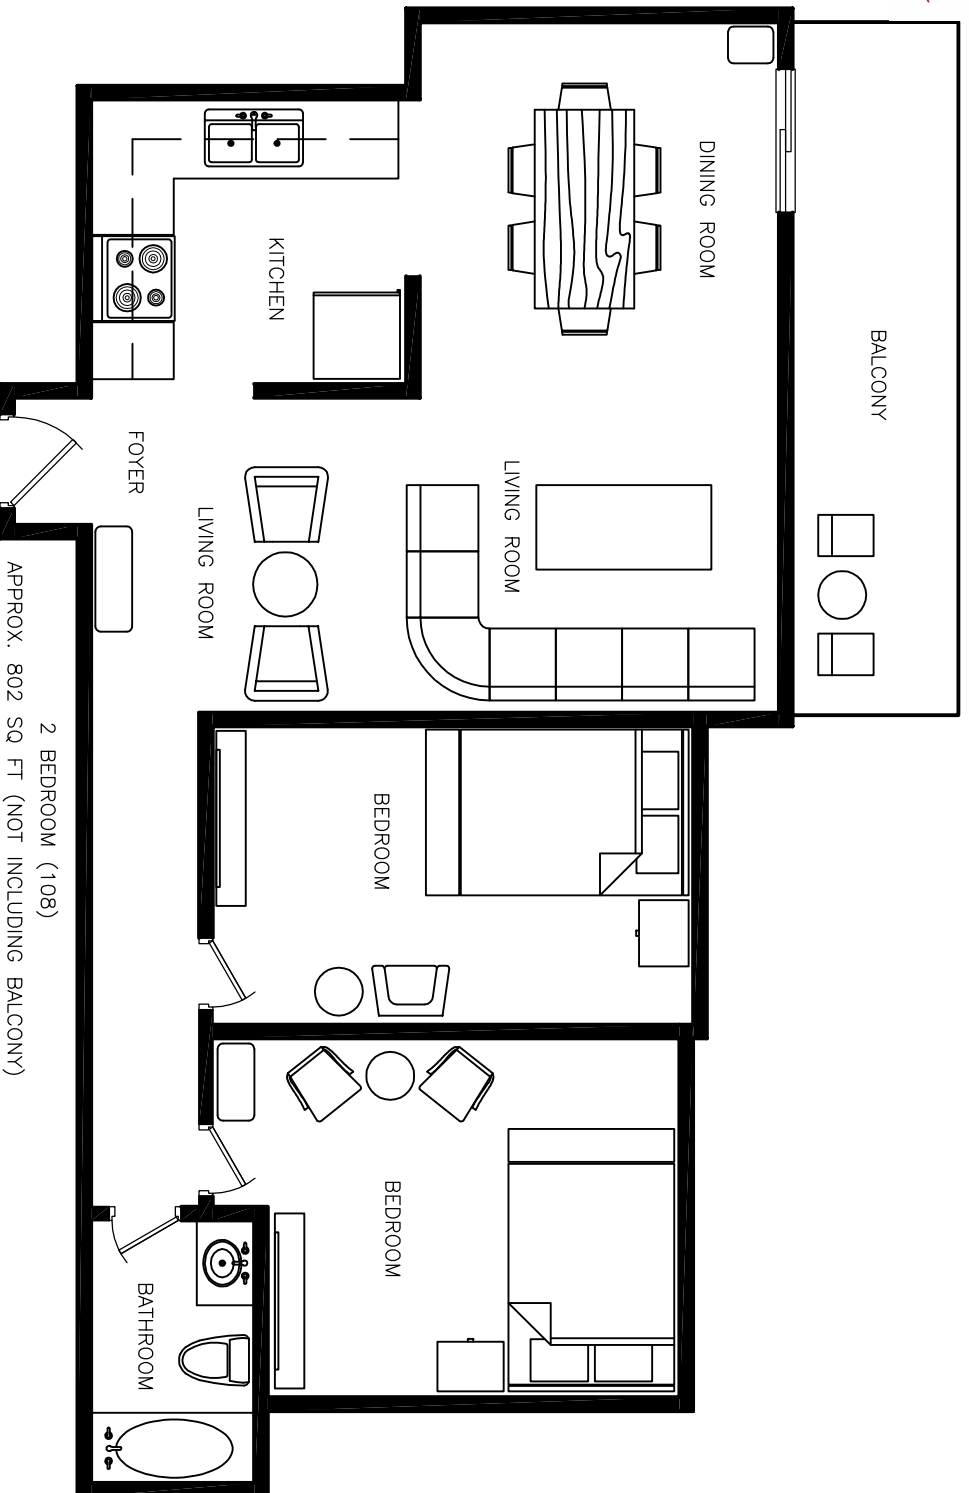 BALCONY
DINING ROOM
LIVING ROOM
KITCHEN
LIVING ROOM
FOYER
BEDROOM
BEDROOM
BATHROOM
2 BEDROOM (108)
APPROX. 802 SQ FT (NOT INCLUDING BALCONY)